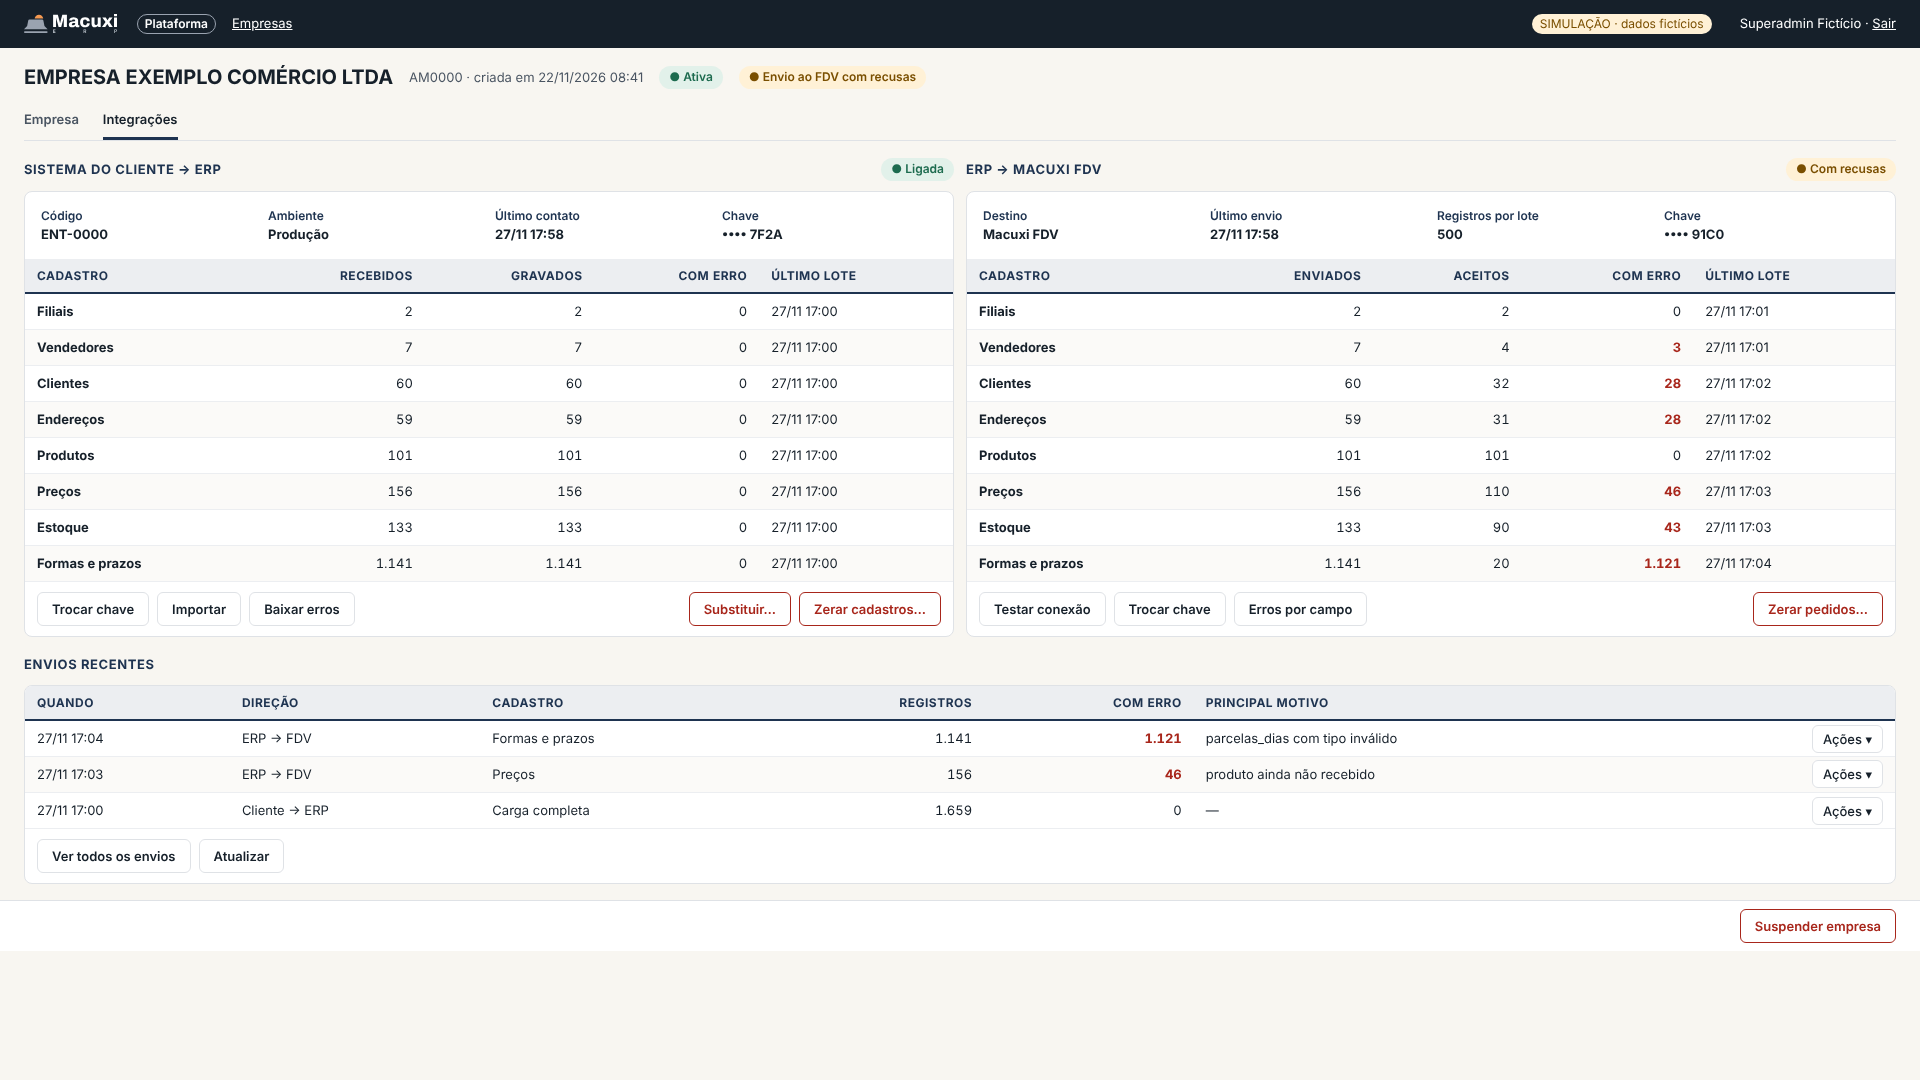 Macuxi
ERP
Plataforma
Empresas
SIMULAÇÃO · dados fictícios
Superadmin Fictício · Sair
EMPRESA EXEMPLO COMÉRCIO LTDA
AM0000 · criada em 22/11/2026 08:41
Ativa
Envio ao FDV com recusas
Empresa
Integrações
SISTEMA DO CLIENTE → ERP
Ligada
Código
Ambiente
Último contato
Chave
ENT-0000
Produção
27/11 17:58
•••• 7F2A
CADASTRO RECEBIDOS GRAVADOS COM ERRO ÚLTIMO LOTE
Filiais 2 2 0 27/11 17:00
Vendedores 7 7 0 27/11 17:00
Clientes 60 60 0 27/11 17:00
Endereços 59 59 0 27/11 17:00
Produtos 101 101 0 27/11 17:00
Preços 156 156 0 27/11 17:00
Estoque 133 133 0 27/11 17:00
Formas e prazos 1.141 1.141 0 27/11 17:00
Trocar chave
Importar
Baixar erros
Substituir...
Zerar cadastros...
ERP → MACUXI FDV
Com recusas
Destino
Último envio
Registros por lote
Chave
Macuxi FDV
27/11 17:58
500
•••• 91C0
CADASTRO ENVIADOS ACEITOS COM ERRO ÚLTIMO LOTE
Filiais 2 2 0 27/11 17:01
Vendedores 7 4 3 27/11 17:01
Clientes 60 32 28 27/11 17:02
Endereços 59 31 28 27/11 17:02
Produtos 101 101 0 27/11 17:02
Preços 156 110 46 27/11 17:03
Estoque 133 90 43 27/11 17:03
Formas e prazos 1.141 20 1.121 27/11 17:04
Testar conexão
Trocar chave
Erros por campo
Zerar pedidos...
ENVIOS RECENTES
QUANDO DIREÇÃO CADASTRO REGISTROS COM ERRO PRINCIPAL MOTIVO
27/11 17:04 ERP → FDV Formas e prazos 1.141 1.121 parcelas_dias com tipo inválido Ações ▾
27/11 17:03 ERP → FDV Preços 156 46 produto ainda não recebido Ações ▾
27/11 17:00 Cliente → ERP Carga completa 1.659 0 — Ações ▾
Ver todos os envios
Atualizar
Suspender empresa